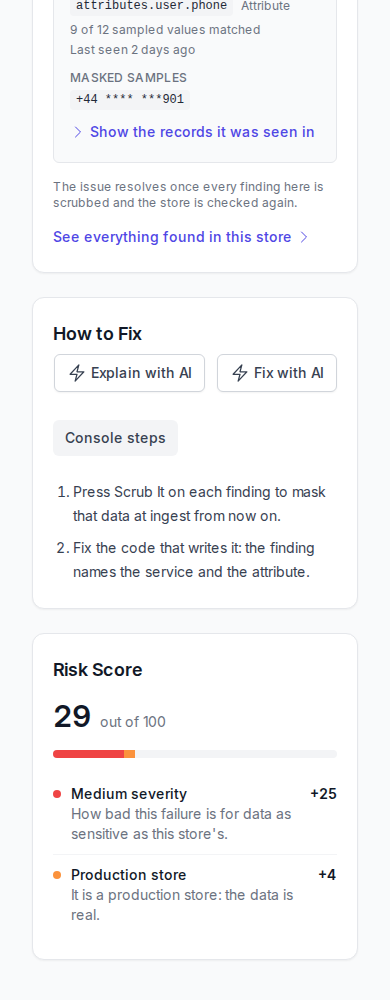 attributes.user.phone Attribute
9 of 12 sampled values matched
Last seen 2 days ago
MASKED SAMPLES
+44 **** ***901
Show the records it was seen in
The issue resolves once every finding here is
scrubbed and the store is checked again.
See everything found in this store
How to Fix
Explain with AI Fix with AI
Console steps
1. Press Scrub It on each finding to mask
that data at ingest from now on.
2. Fix the code that writes it: the finding
names the service and the attribute.
Risk Score
29 out of 100
Medium severity +25
How bad this failure is for data as
sensitive as this store's.
Production store +4
It is a production store: the data is
real.